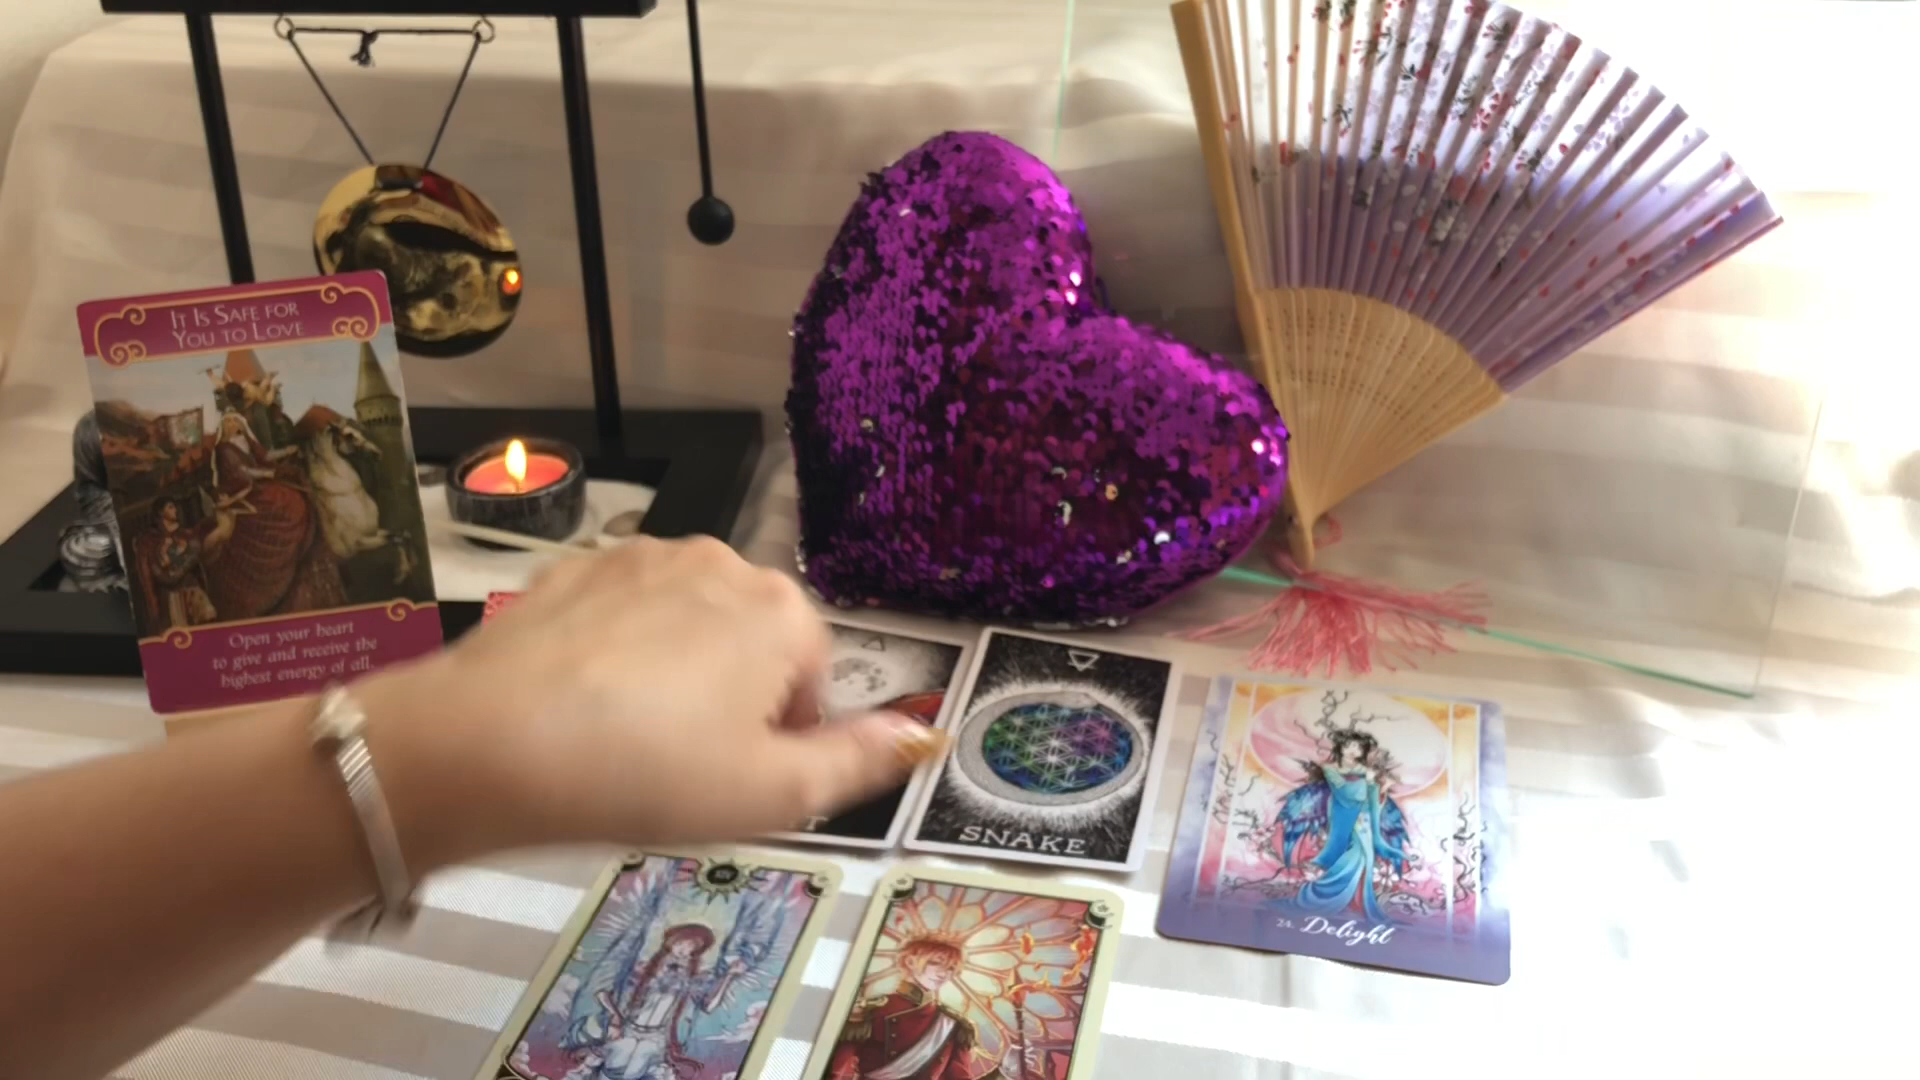 IT IS SAFE FOR
YOU TO LOVE
Open your heart
to give and receive the
highest energy of all.
T
SNAKE
24. Delight